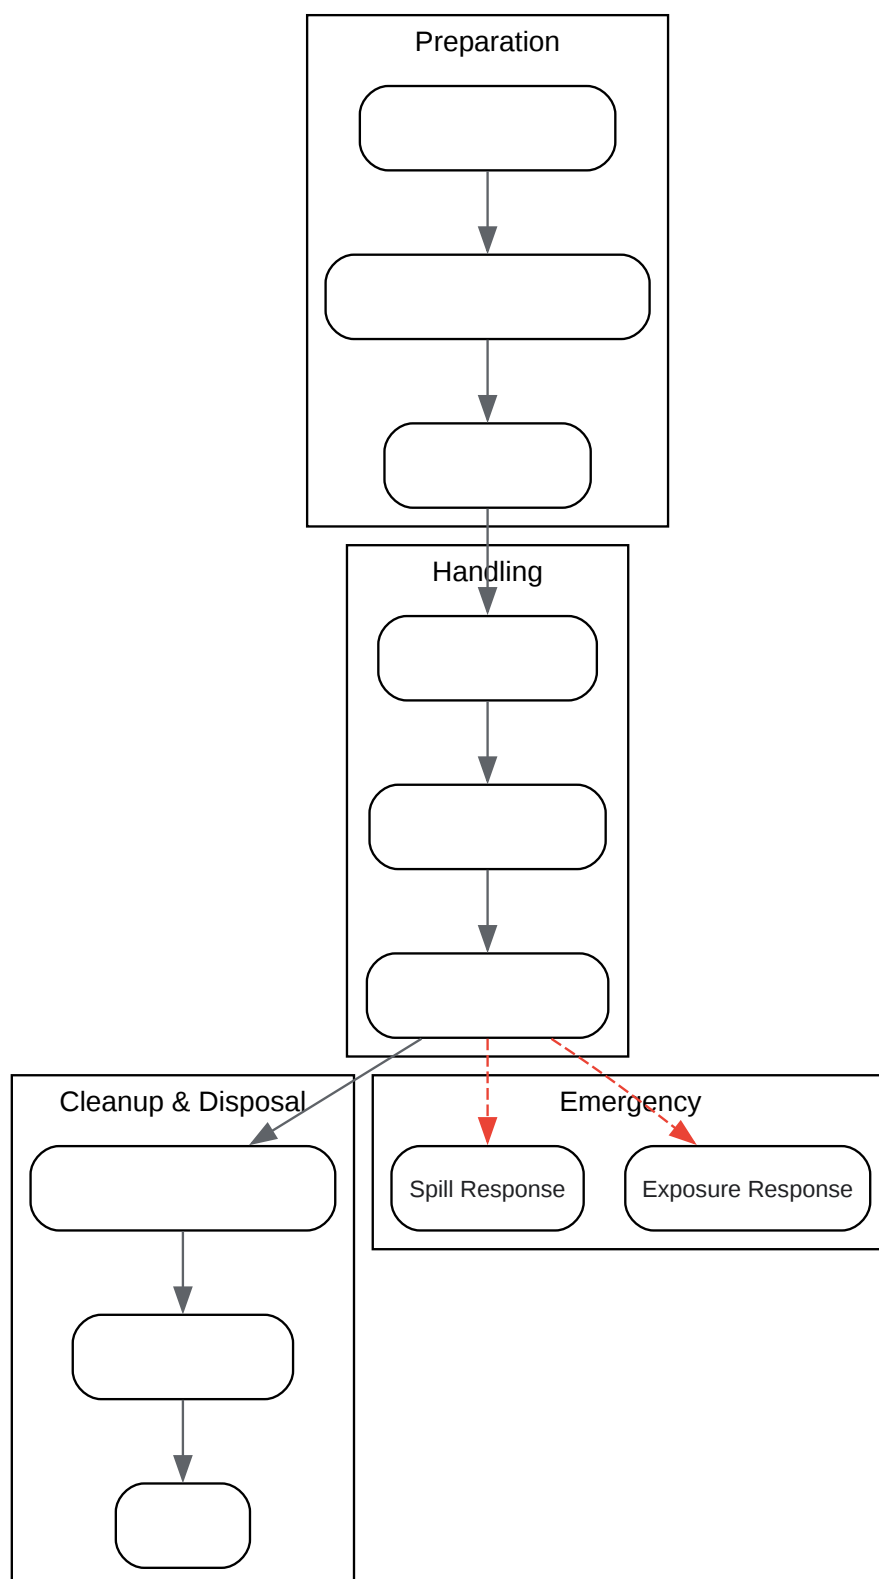 Preparation
Handling
Cleanup & Disposal
Emergency
Spill Response
Exposure Response